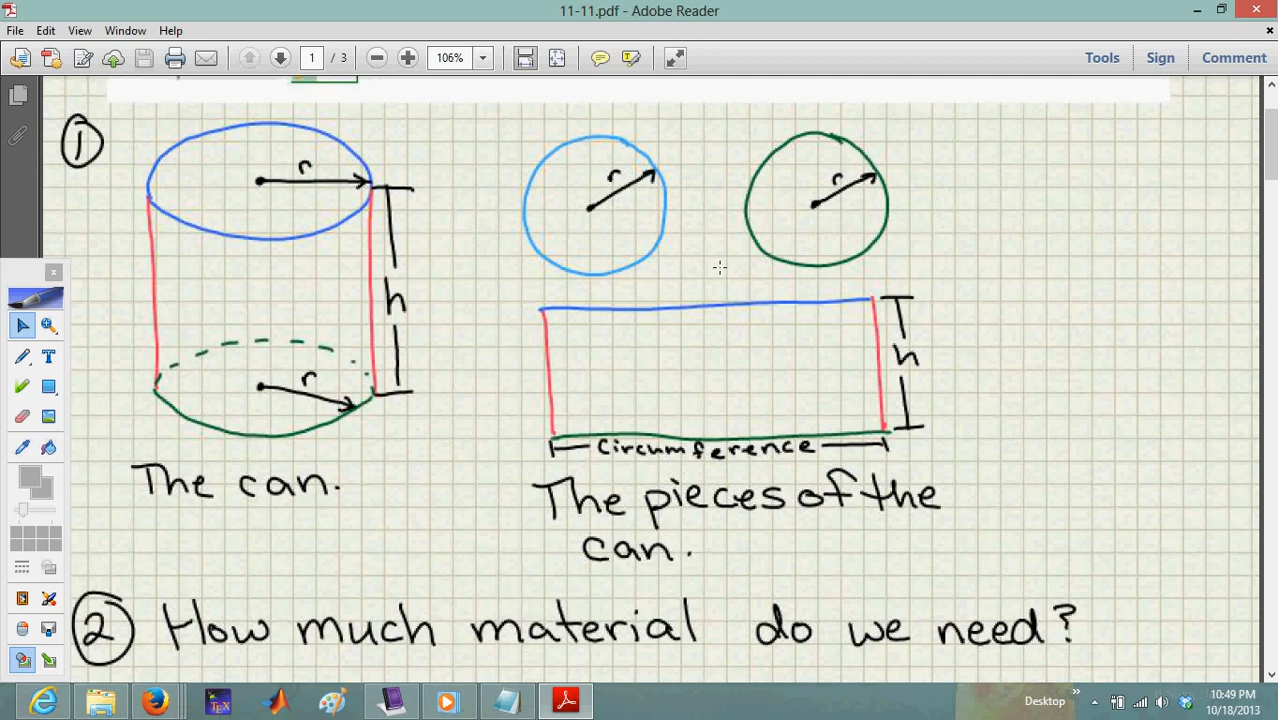 11-11.pdf - Adobe Reader
File Edit View Window Help
1 / 3 106% Tools Sign Comment
1 r r r
h
r h
Circumference
The can. The pieces of the
can.
2 How much material do we need?
T
TEX
Desktop
10:49 PM
10/18/2013